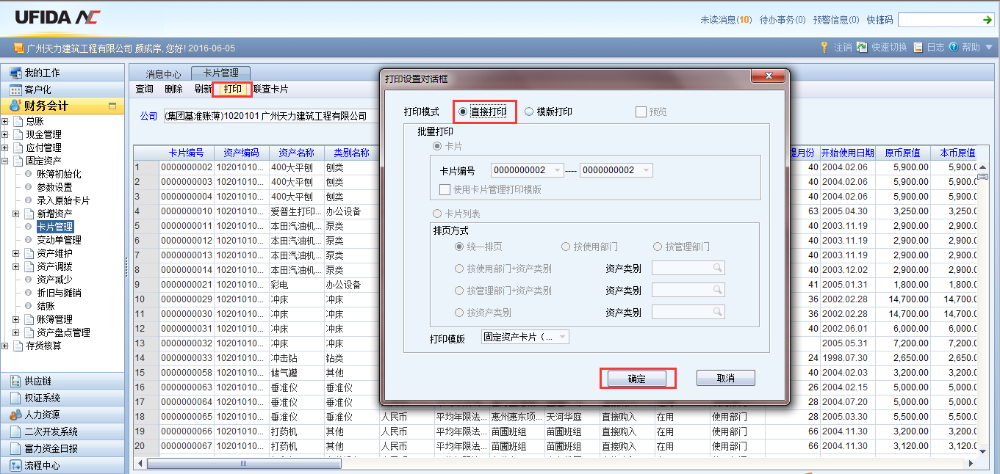 UFIDA NC
未读消息(10) 待办事务(0) 预警信息(0) 快捷码
广州天力建筑工程有限公司 颜成序, 您好! 2016-06-05
注销 快速切换 日志 帮助
我的工作
客户化
财务会计
总账
现金管理
应付管理
固定资产
账簿初始化
参数设置
录入原始卡片
新增资产
卡片管理
变动单管理
资产维护
资产调拨
资产减少
折旧与摊销
结账
账簿管理
资产盘点管理
存货核算
供应链
权证系统
人力资源
二次开发系统
富力资金日报
流程中心
消息中心 卡片管理
查询 删除 刷新 打印 联查卡片
公司 (集团基准账薄)1020101 广州天力建筑工程有限公司
卡片编号 资产编码 资产名称 类别名称 提月份 开始使用日期 原币原值 本币原值
1 0000000002 10201010... 400大平刨 刨类 40 2004.02.06 5,900.00 5,900.0
2 0000000003 10201010... 400大平刨 刨类 40 2004.02.06 5,900.00 5,900.0
3 0000000004 10201010... 400大平刨 刨类 40 2004.02.06 5,900.00 5,900.0
4 0000000010 10201010... 爱普生打印... 办公设备 63 2005.04.30 3,250.00 3,250.0
5 0000000011 10201010... 本田汽油机... 泵类 40 2003.11.19 2,900.00 2,900.0
6 0000000012 10201010... 本田汽油机... 泵类 40 2003.11.19 2,900.00 2,900.0
7 0000000013 10201010... 本田汽油机... 泵类 40 2003.11.19 2,900.00 2,900.0
8 0000000014 10201010... 本田汽油机... 泵类 40 2003.12.02 2,900.00 2,900.0
9 0000000021 10201010... 彩电 办公设备 41 2005.01.31 1,800.00 1,800.0
10 0000000029 10201010... 冲床 冲床 36 2002.02.28 14,700.00 14,700.0
11 0000000030 10201010... 冲床 冲床 36 2002.02.28 14,700.00 14,700.0
12 0000000031 10201010... 冲床 冲床 40 2002.06.01 6,000.00 6,000.0
13 0000000032 10201010... 冲床 冲床 2005.05.31 7,200.00 7,200.0
14 0000000033 10201010... 冲击钻 钻类 24 1998.07.30 2,650.00 2,650.0
15 0000000058 10201010... 储气罐 其他 40 2004.02.03 3,200.00 3,200.0
16 0000000063 10201010... 垂准仪 垂准仪 26 2004.02.15 5,000.00 5,000.0
17 0000000064 10201010... 垂准仪 垂准仪 28 2004.07.20 5,000.00 5,000.0
18 0000000065 10201010... 垂准仪 垂准仪 人民币 平均年限法... 惠州惠东项... 天河华庭 直接购入 在用 使用部门 28 2005.03.30 5,500.00 5,500.0
19 0000000066 10201010... 打药机 其他 人民币 平均年限法... 苗圃班组 苗圃班组 直接购入 在用 使用部门 66 2004.11.30 3,200.00 3,200.0
20 0000000067 10201010... 打药机 其他 人民币 平均年限法... 苗圃班组 苗圃班组 直接购入 在用 使用部门 66 2004.11.30 3,120.00 3,120.0
打印设置对话框
打印模式 直接打印 模版打印 预览
批量打印
卡片
卡片编号 0000000002 ---- 0000000002
使用卡片管理打印模版
卡片列表
排页方式
统一排页 按使用部门 按管理部门
按使用部门+资产类别 资产类别
按管理部门+资产类别 资产类别
按资产类别 资产类别
打印模版 固定资产卡片（...
确定 取消